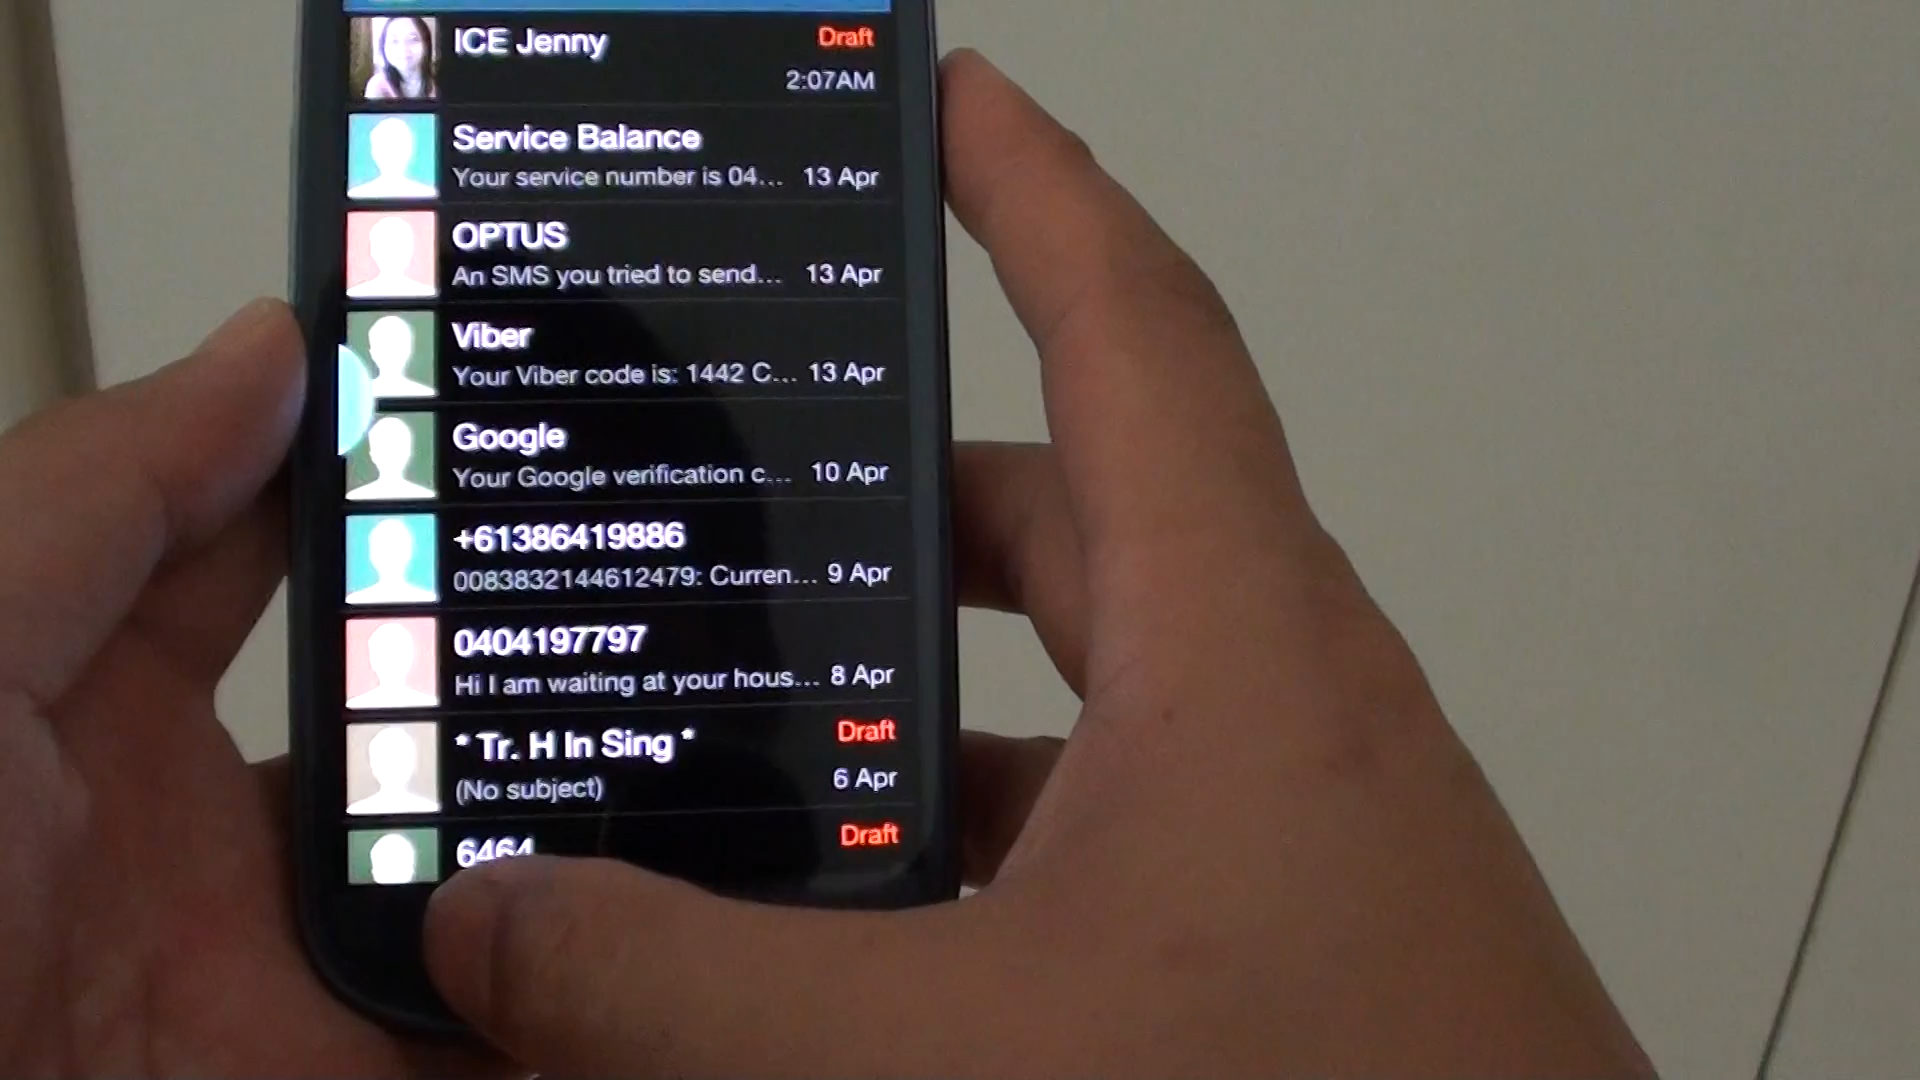 ICE Jenny Draft
2:07AM
Service Balance
Your service number is 04... 13 Apr
OPTUS
An SMS you tried to send... 13 Apr
Viber
Your Viber code is: 1442 C... 13 Apr
Google
Your Google verification c... 10 Apr
+61386419886
0083832144612479: Curren... 9 Apr
0404197797
Hi I am waiting at your hous... 8 Apr
* Tr. H In Sing * Draft
(No subject) 6 Apr
6464 Draft